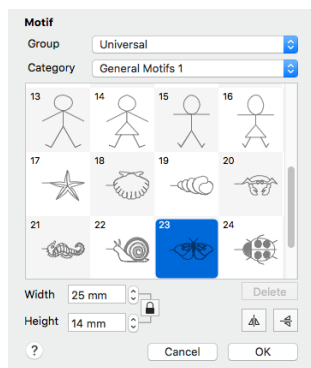 Motif
Group Universal
Category General Motifs 1
13 14 15 16
17 18 19 20
21 22 23 24
Width 25 mm Delete
Height 14 mm
? Cancel OK